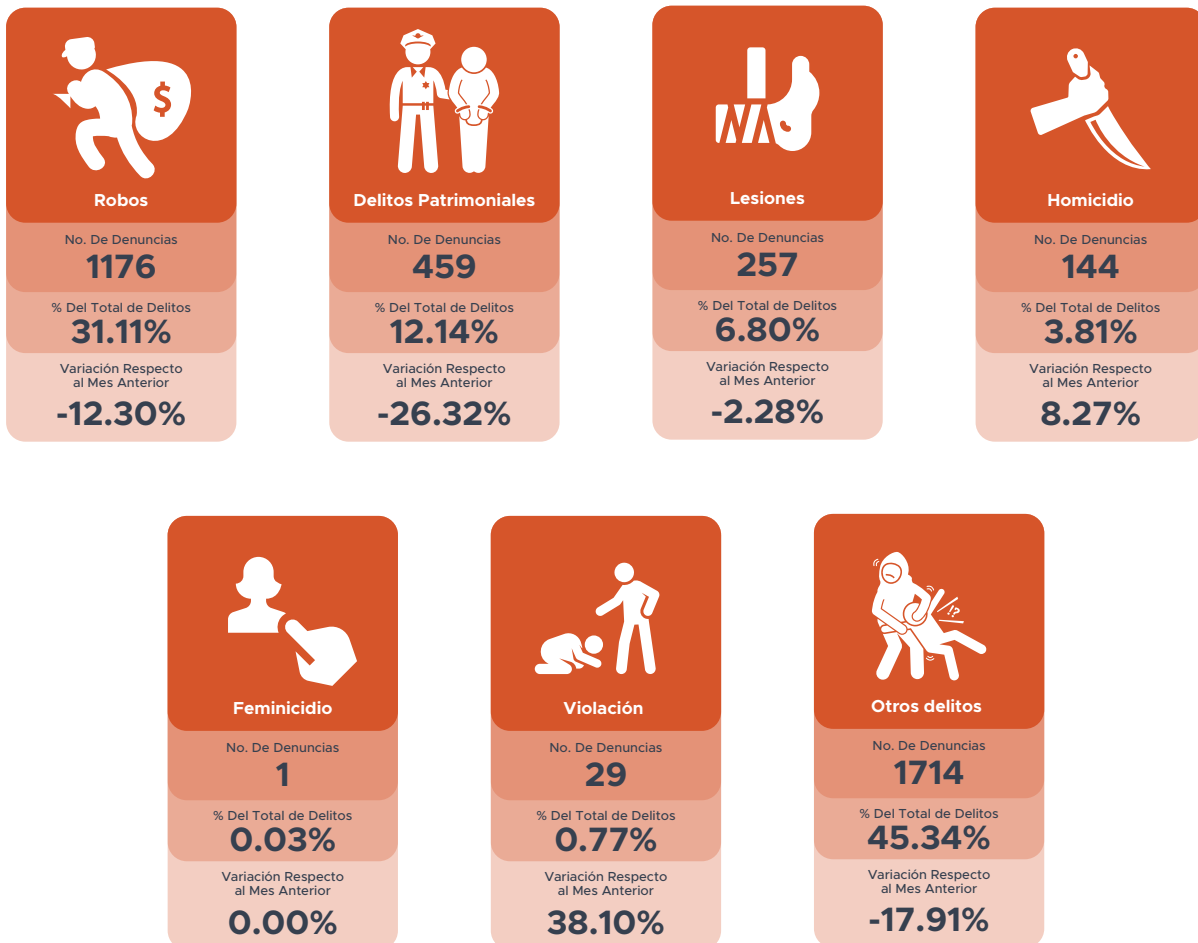 $
Robos
No. De Denuncias
1176
% Del Total de Delitos
31.11%
Variación Respecto
al Mes Anterior
-12.30%
Delitos Patrimoniales
No. De Denuncias
459
% Del Total de Delitos
12.14%
Variación Respecto
al Mes Anterior
-26.32%
Lesiones
No. De Denuncias
257
% Del Total de Delitos
6.80%
Variación Respecto
al Mes Anterior
-2.28%
Homicidio
No. De Denuncias
144
% Del Total de Delitos
3.81%
Variación Respecto
al Mes Anterior
8.27%
Feminicidio
No. De Denuncias
1
% Del Total de Delitos
0.03%
Variación Respecto
al Mes Anterior
0.00%
Violación
No. De Denuncias
29
% Del Total de Delitos
0.77%
Variación Respecto
al Mes Anterior
38.10%
!?
Otros delitos
No. De Denuncias
1714
% Del Total de Delitos
45.34%
Variación Respecto
al Mes Anterior
-17.91%